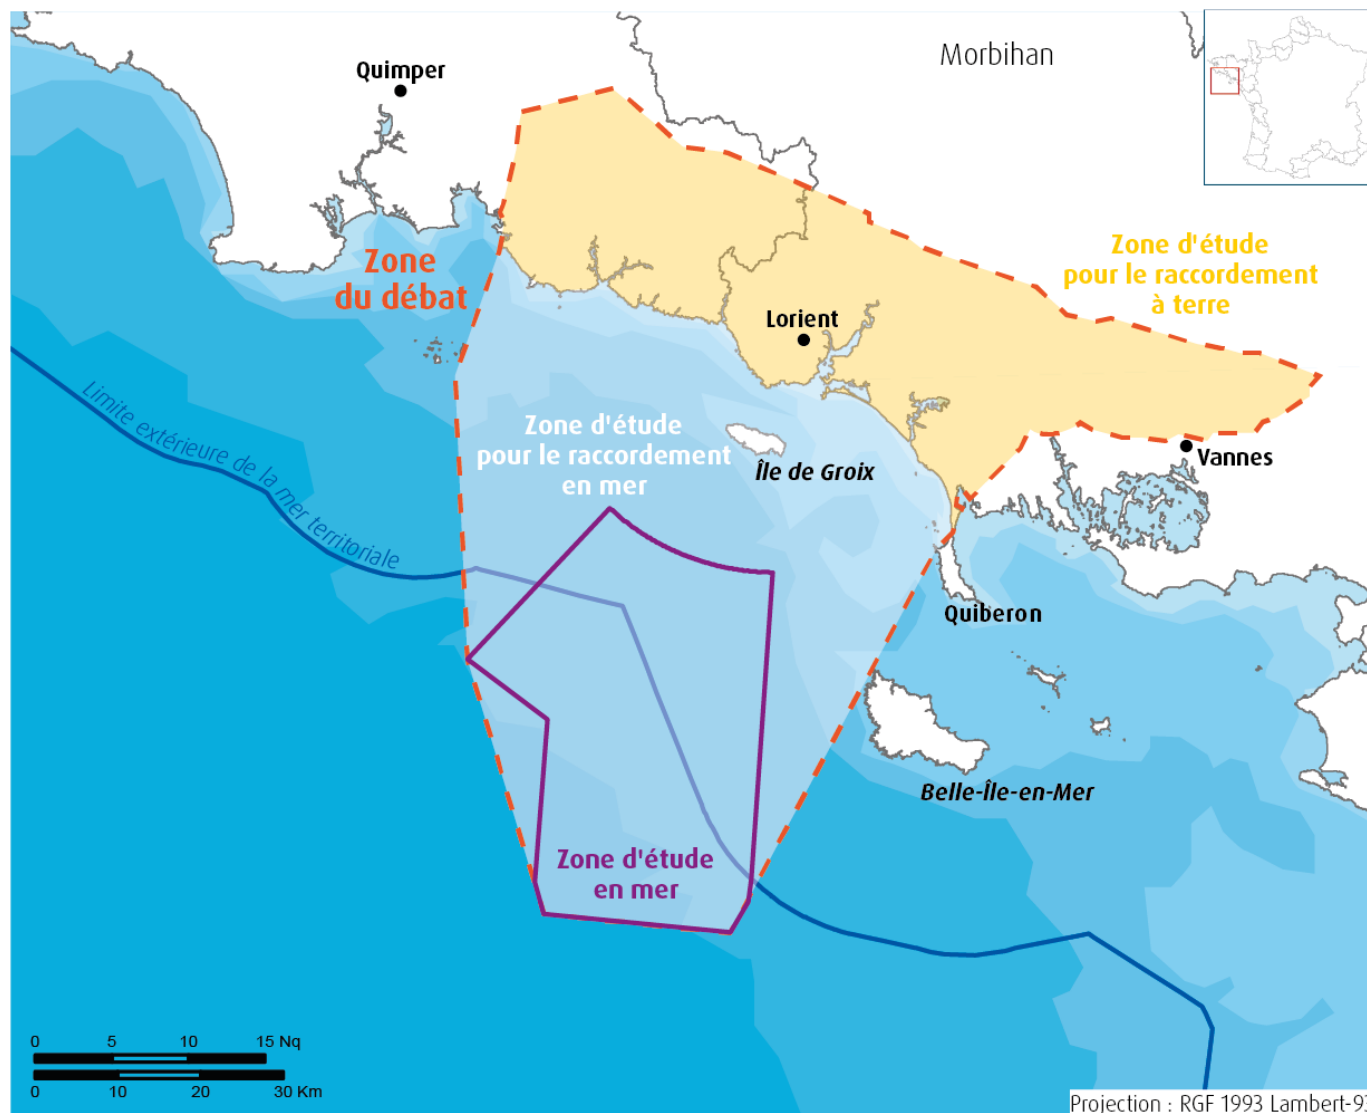 Morbihan
Quimper
Zone
du débat
Zone d'étude
pour le raccordement
à terre
Lorient
Limite extérieure de la mer territoriale
Zone d'étude
pour le raccordement
en mer
Île de Groix
Vannes
Quiberon
Belle-Île-en-Mer
Zone d'étude
en mer
0 5 10 15 Nq
0 10 20 30 Km
Projection : RGF 1993 Lambert-93